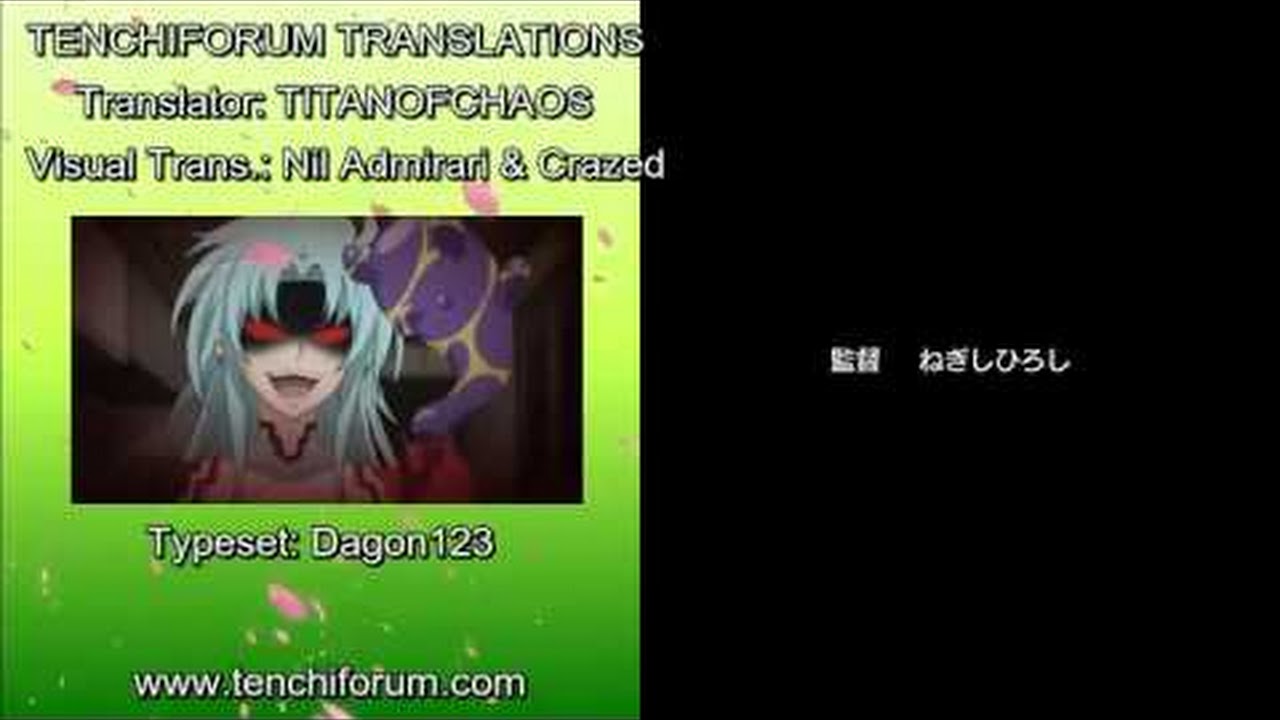 TENCHIFORUM TRANSLATIONS
Translator: TITANOFCHAOS
Visual Trans.: Nil Admirari & Crazed
Typeset: Dagon123
www.tenchiforum.com
監督 ねぎしひろし